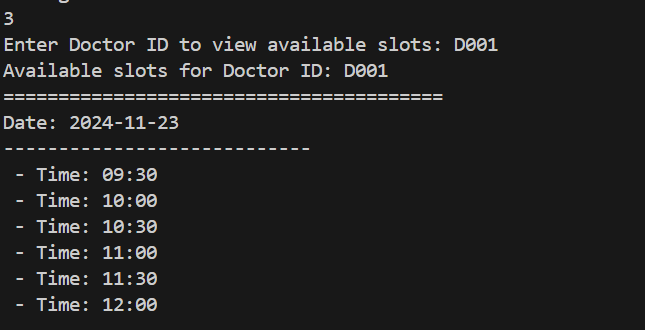 3
Enter Doctor ID to view available slots: D001
Available slots for Doctor ID: D001
========================================
Date: 2024-11-23
----------------------------
- Time: 09:30
- Time: 10:00
- Time: 10:30
- Time: 11:00
- Time: 11:30
- Time: 12:00